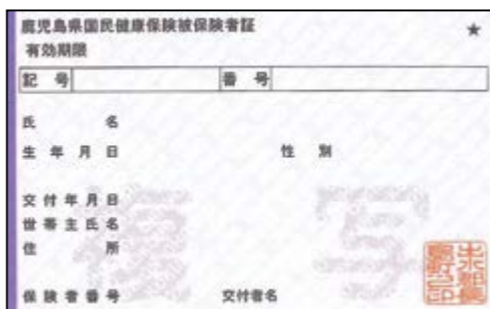 鹿児島県国民健康保険被保険者証
★
有効期限
記 号 番 号
氏 名
生年月日 性 別
交付年月日
世帯主氏名
住 所
複 写
保険者番号 交付者名